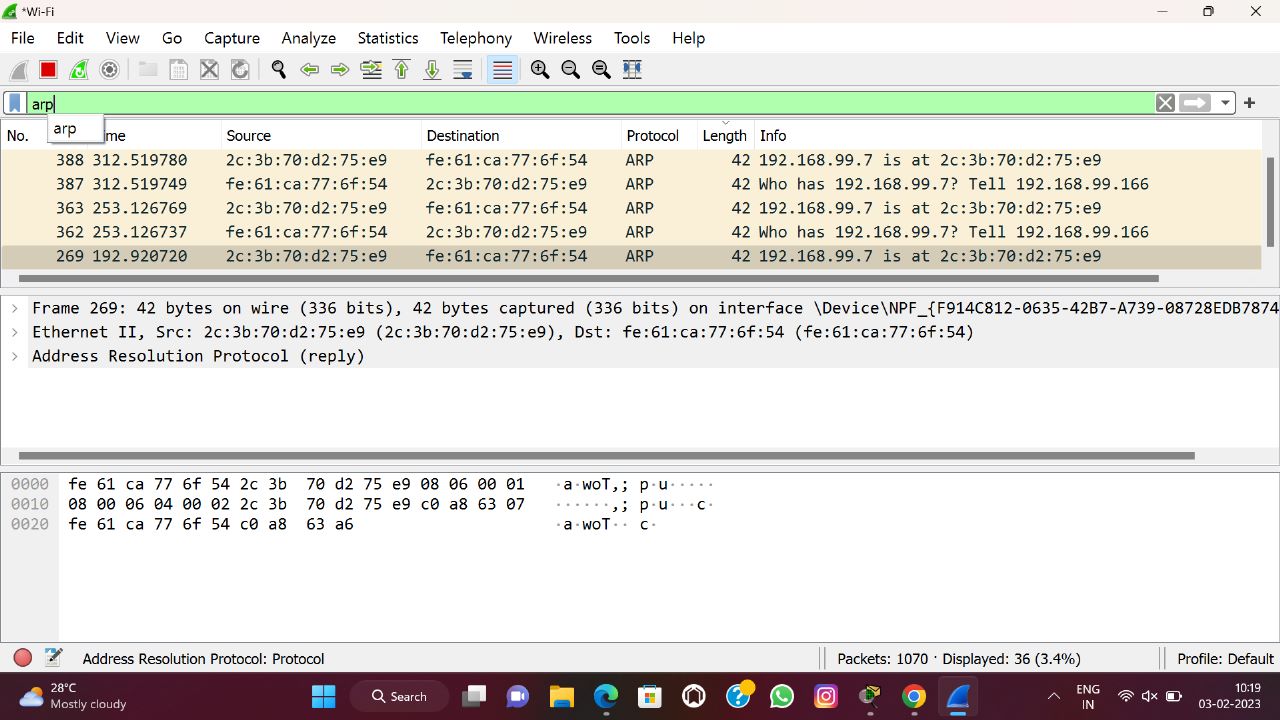 *Wi-Fi
File Edit View Go Capture Analyze Statistics Telephony Wireless Tools Help
arp
arp
No. me Source Destination Protocol Length Info
388 312.519780 2c:3b:70:d2:75:e9 fe:61:ca:77:6f:54 ARP 42 192.168.99.7 is at 2c:3b:70:d2:75:e9
387 312.519749 fe:61:ca:77:6f:54 2c:3b:70:d2:75:e9 ARP 42 Who has 192.168.99.7? Tell 192.168.99.166
363 253.126769 2c:3b:70:d2:75:e9 fe:61:ca:77:6f:54 ARP 42 192.168.99.7 is at 2c:3b:70:d2:75:e9
362 253.126737 fe:61:ca:77:6f:54 2c:3b:70:d2:75:e9 ARP 42 Who has 192.168.99.7? Tell 192.168.99.166
269 192.920720 2c:3b:70:d2:75:e9 fe:61:ca:77:6f:54 ARP 42 192.168.99.7 is at 2c:3b:70:d2:75:e9
Frame 269: 42 bytes on wire (336 bits), 42 bytes captured (336 bits) on interface \Device\NPF_{F914C812-0635-42B7-A739-08728EDB7874
Ethernet II, Src: 2c:3b:70:d2:75:e9 (2c:3b:70:d2:75:e9), Dst: fe:61:ca:77:6f:54 (fe:61:ca:77:6f:54)
Address Resolution Protocol (reply)
0000 fe 61 ca 77 6f 54 2c 3b 70 d2 75 e9 08 06 00 01 ·a·woT,; p·u·····
0010 08 00 06 04 00 02 2c 3b 70 d2 75 e9 c0 a8 63 07 ······,; p·u···c·
0020 fe 61 ca 77 6f 54 c0 a8 63 a6 ·a·woT·· c·
Address Resolution Protocol: Protocol Packets: 1070 · Displayed: 36 (3.4%) Profile: Default
28°C
Mostly cloudy
Search
ENG
IN
10:19
03-02-2023